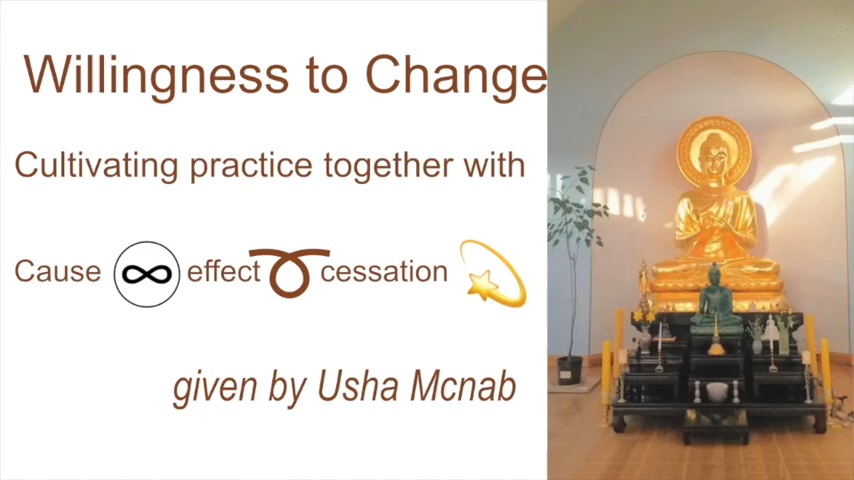 Willingness to Change
Cultivating practice together with
Cause ∞ effect ➰ cessation 💫
given by Usha Mcnab